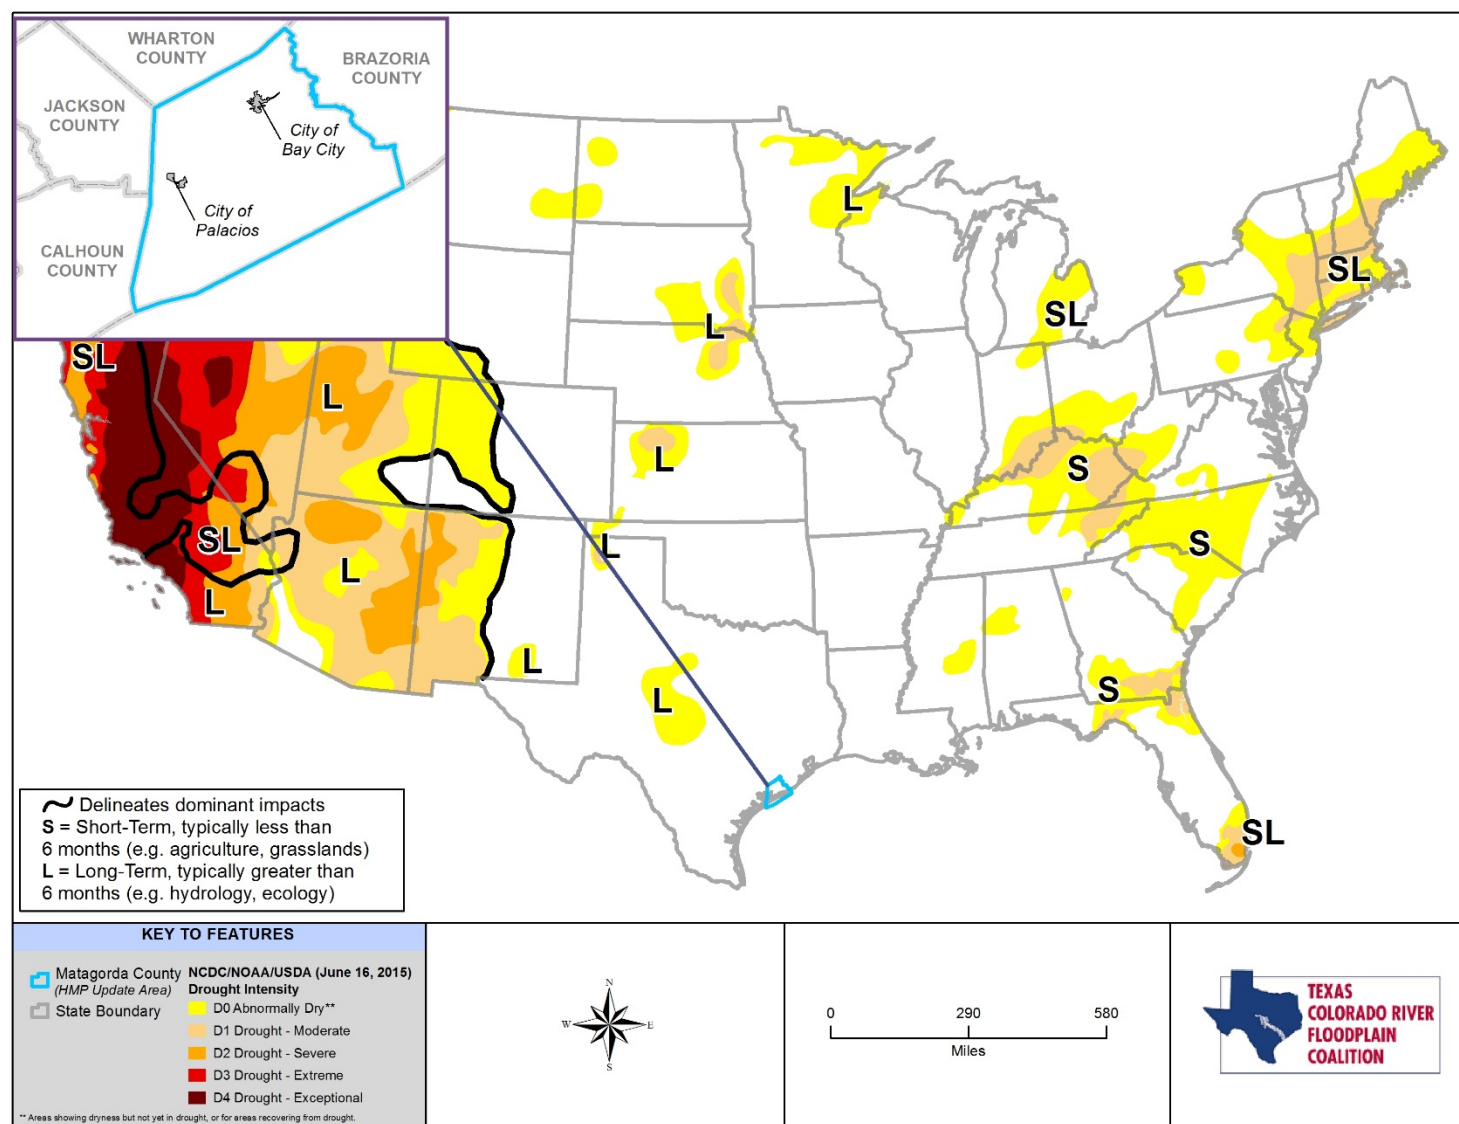 WHARTON
COUNTY
BRAZORIA
COUNTY
JACKSON
COUNTY
City of
Bay City
City of
Palacios
CALHOUN
COUNTY
L
SL
L
SL
SL
L
L
L
S
SL
L
L
S
L
L
L
S
SL
Delineates dominant impacts
S = Short-Term, typically less than
6 months (e.g. agriculture, grasslands)
L = Long-Term, typically greater than
6 months (e.g. hydrology, ecology)
KEY TO FEATURES
Matagorda County
(HMP Update Area)
State Boundary
NCDC/NOAA/USDA (June 16, 2015)
Drought Intensity
D0 Abnormally Dry**
D1 Drought - Moderate
D2 Drought - Severe
D3 Drought - Extreme
D4 Drought - Exceptional
** Areas showing dryness but not yet in drought, or for areas recovering from drought.
N
W E
S
0 290 580
Miles
TEXAS
COLORADO RIVER
FLOODPLAIN
COALITION